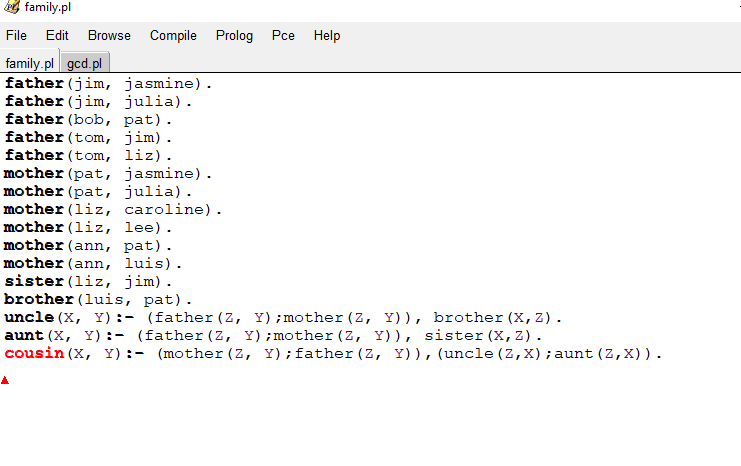 family.pl
File Edit Browse Compile Prolog Pce Help
family.pl gcd.pl
father(jim, jasmine).
father(jim, julia).
father(bob, pat).
father(tom, jim).
father(tom, liz).
mother(pat, jasmine).
mother(pat, julia).
mother(liz, caroline).
mother(liz, lee).
mother(ann, pat).
mother(ann, luis).
sister(liz, jim).
brother(luis, pat).
uncle(X, Y):- (father(Z, Y);mother(Z, Y)), brother(X,Z).
aunt(X, Y):- (father(Z, Y);mother(Z, Y)), sister(X,Z).
cousin(X, Y):- (mother(Z, Y);father(Z, Y)),(uncle(Z,X);aunt(Z,X)).